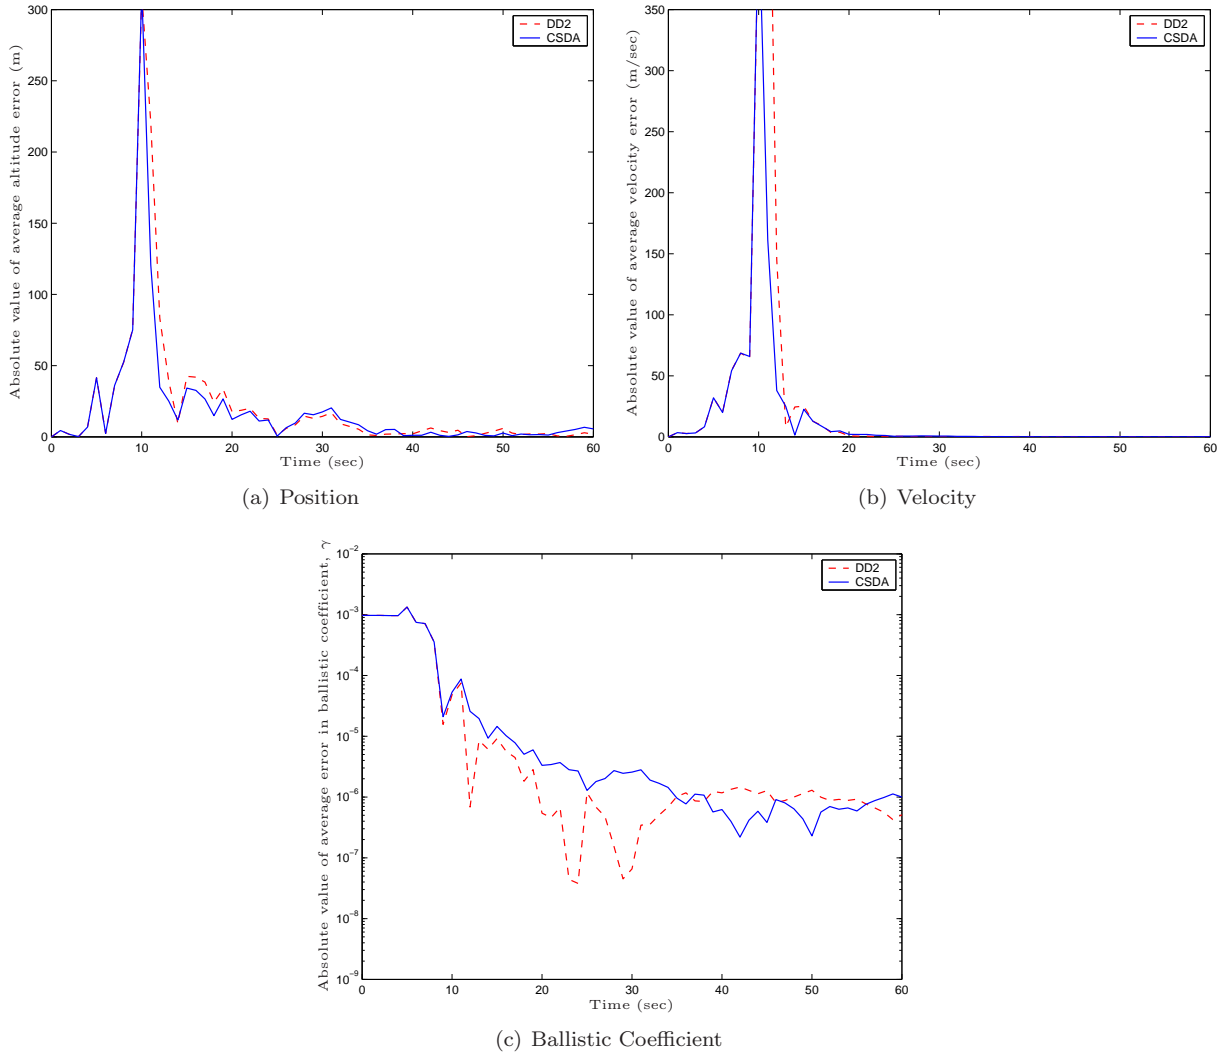 Absolute value of average altitude error (m)
300
250
200
150
100
50
0
0 10 20 30 40 50 60
Time (sec)
DD2
CSDA
(a) Position
Absolute value of average velocity error (m/sec)
350
300
250
200
150
100
50
0
0 10 20 30 40 50 60
Time (sec)
DD2
CSDA
(b) Velocity
Absolute value of average error in ballistic coefficient, γ
10⁻²
10⁻³
10⁻⁴
10⁻⁵
10⁻⁶
10⁻⁷
10⁻⁸
10⁻⁹
0 10 20 30 40 50 60
Time (sec)
DD2
CSDA
(c) Ballistic Coefficient